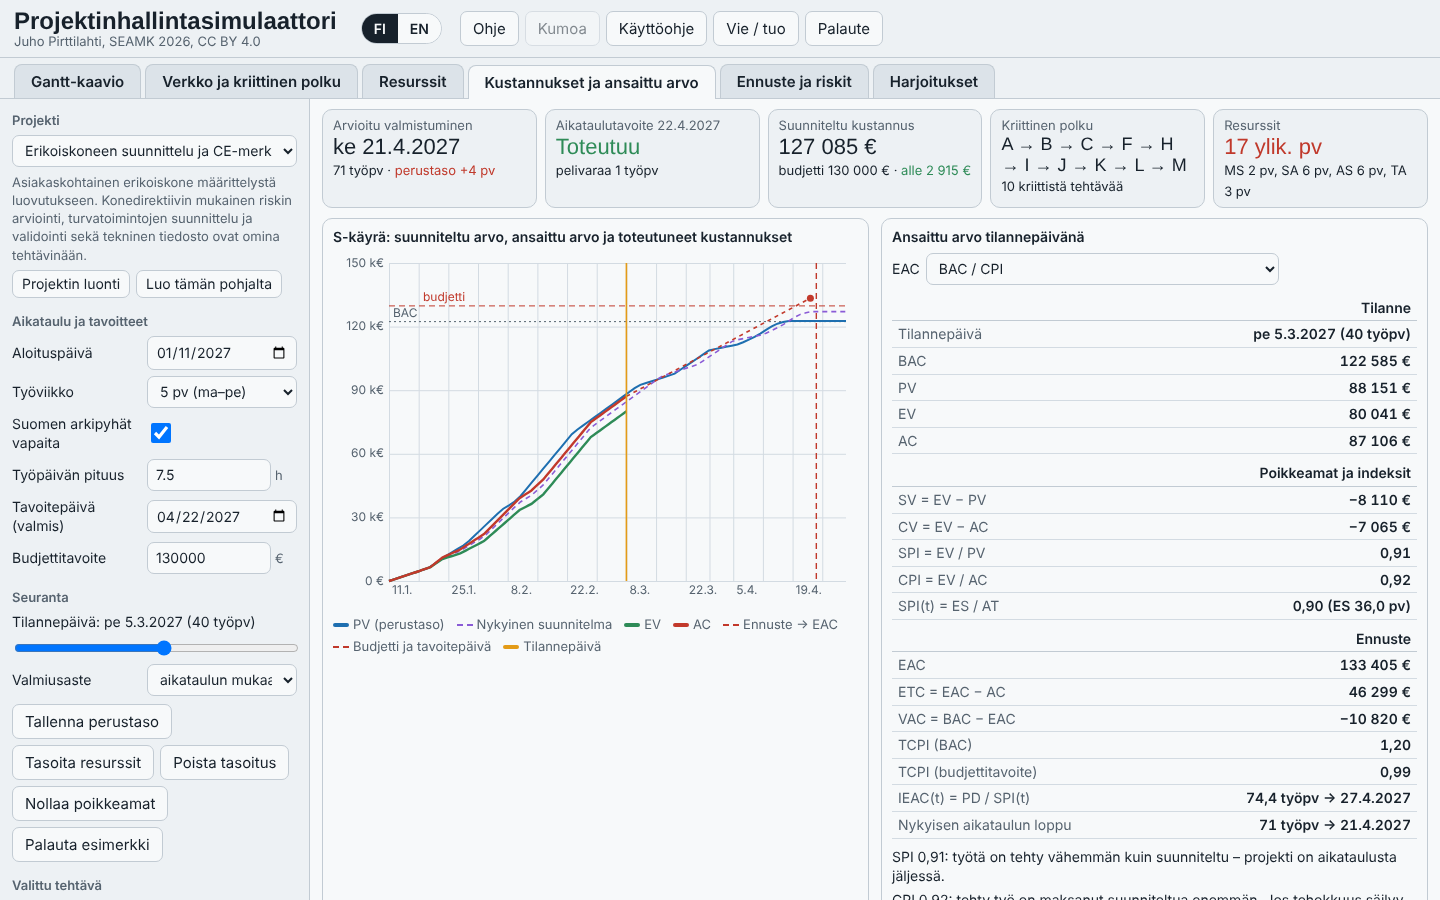 Projektinhallintasimulaattori
Juho Pirttilahti, SEAMK 2026, CC BY 4.0
FI EN Ohje Kumoa Käyttöohje Vie / tuo Palaute
Gantt-kaavio Verkko ja kriittinen polku Resurssit Kustannukset ja ansaittu arvo Ennuste ja riskit Harjoitukset
Projekti
Erikoiskoneen suunnittelu ja CE-merk
Asiakaskohtainen erikoiskone määrittelystä
luovutukseen. Konedirektiivin mukainen riskin
arviointi, turvatoimintojen suunnittelu ja
validointi sekä tekninen tiedosto ovat omina
tehtävinään.
Projektin luonti Luo tämän pohjalta
Aikataulu ja tavoitteet
Aloituspäivä 01/11/2027
Työviikko 5 pv (ma–pe)
Suomen arkipyhät
vapaita
Työpäivän pituus 7.5 h
Tavoitepäivä
(valmis) 04/22/2027
Budjettitavoite 130000 €
Seuranta
Tilannepäivä: pe 5.3.2027 (40 työpv)
Valmiusaste aikataulun mukaa
Tallenna perustaso
Tasoita resurssit Poista tasoitus
Nollaa poikkeamat
Palauta esimerkki
Valittu tehtävä
Arvioitu valmistuminen
ke 21.4.2027
71 työpv · perustaso +4 pv
Aikataulutavoite 22.4.2027
Toteutuu
pelivaraa 1 työpv
Suunniteltu kustannus
127 085 €
budjetti 130 000 € · alle 2 915 €
Kriittinen polku
A → B → C → F → H
→ I → J → K → L → M
10 kriittistä tehtävää
Resurssit
17 ylik. pv
MS 2 pv, SA 6 pv, AS 6 pv, TA
3 pv
S-käyrä: suunniteltu arvo, ansaittu arvo ja toteutuneet kustannukset
150 k€
budjetti
BAC
120 k€
90 k€
60 k€
30 k€
0 €
11.1. 25.1. 8.2. 22.2. 8.3. 22.3. 5.4. 19.4.
PV (perustaso) Nykyinen suunnitelma EV AC Ennuste → EAC
Budjetti ja tavoitepäivä Tilannepäivä
Ansaittu arvo tilannepäivänä
EAC BAC / CPI
Tilanne
Tilannepäivä pe 5.3.2027 (40 työpv)
BAC 122 585 €
PV 88 151 €
EV 80 041 €
AC 87 106 €
Poikkeamat ja indeksit
SV = EV − PV −8 110 €
CV = EV − AC −7 065 €
SPI = EV / PV 0,91
CPI = EV / AC 0,92
SPI(t) = ES / AT 0,90 (ES 36,0 pv)
Ennuste
EAC 133 405 €
ETC = EAC − AC 46 299 €
VAC = BAC − EAC −10 820 €
TCPI (BAC) 1,20
TCPI (budjettitavoite) 0,99
IEAC(t) = PD / SPI(t) 74,4 työpv → 27.4.2027
Nykyisen aikataulun loppu 71 työpv → 21.4.2027
SPI 0,91: työtä on tehty vähemmän kuin suunniteltu – projekti on aikataulusta
jäljessä.
CPI 0,92: tehty työ on maksanut suunniteltua enemmän. Jos tehokkuus säilyy